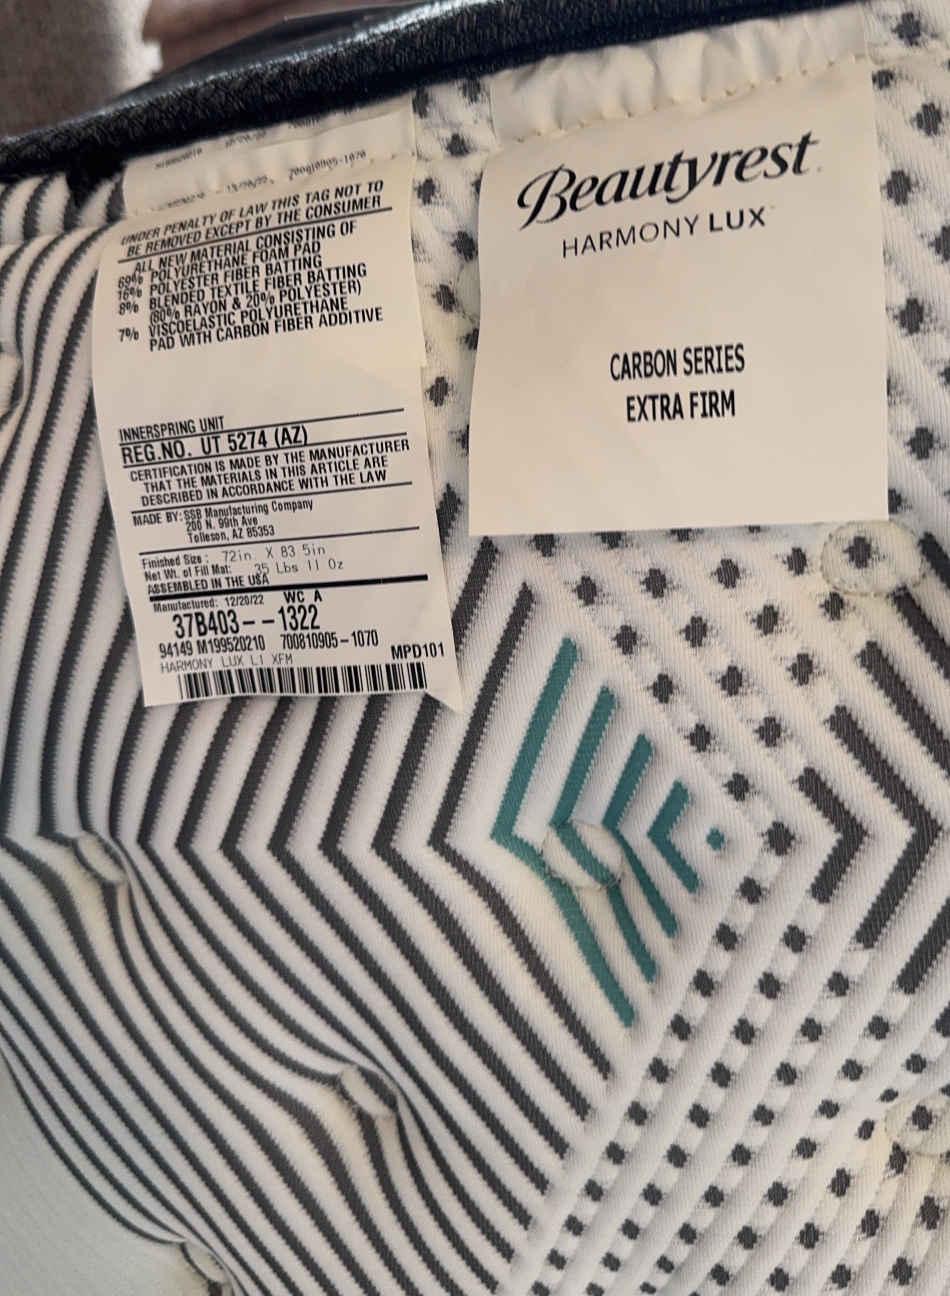 700810905-1070
UNDER PENALTY OF LAW THIS TAG NOT TO
BE REMOVED EXCEPT BY THE CONSUMER
ALL NEW MATERIAL CONSISTING OF
69% POLYURETHANE FOAM PAD
16% POLYESTER FIBER BATTING
8% BLENDED TEXTILE FIBER BATTING
(80% RAYON & 20% POLYESTER)
7% VISCOELASTIC POLYURETHANE
PAD WITH CARBON FIBER ADDITIVE
INNERSPRING UNIT
REG.NO. UT 5274 (AZ)
CERTIFICATION IS MADE BY THE MANUFACTURER
THAT THE MATERIALS IN THIS ARTICLE ARE
DESCRIBED IN ACCORDANCE WITH THE LAW
MADE BY: SSB Manufacturing Company
200 N. 99th Ave
Tolleson, AZ 85353
Finished Size: 72in. X 83 5in
Net Wt. of Fill Mat: 35 Lbs 11 Oz
ASSEMBLED IN THE USA
Manufactured: 12/20/22 WC A
37B403--1322
94149 M199520210 700810905-1070
HARMONY LUX L1 XFM MPD101
Beautyrest
HARMONY LUX™
CARBON SERIES
EXTRA FIRM